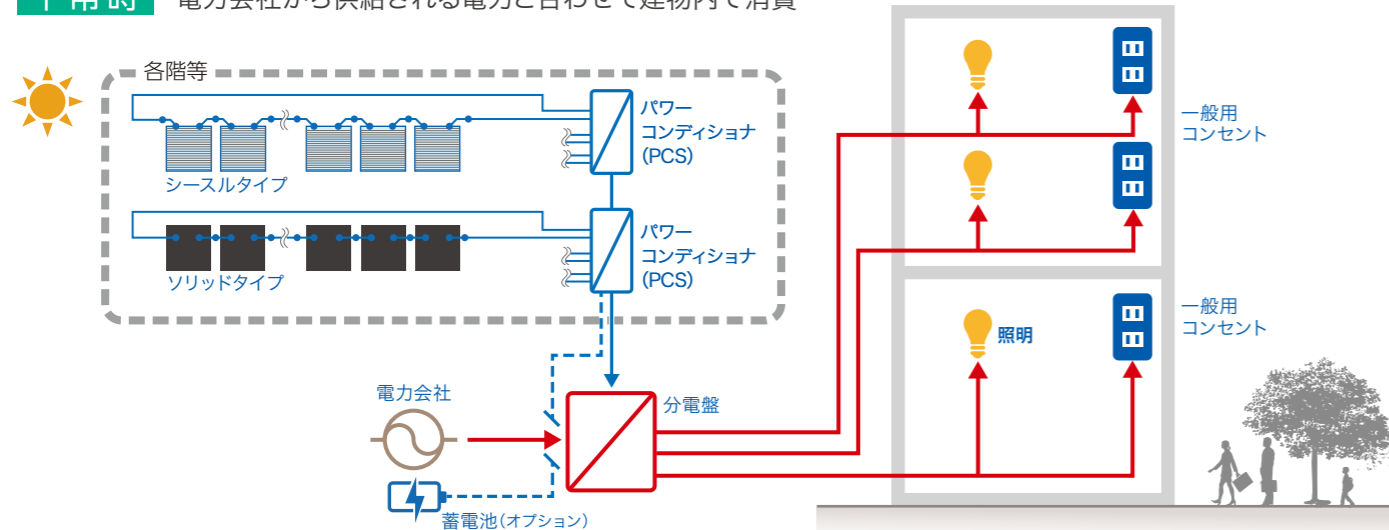 平常時 電力会社から供給される電力と合わせて建物内で消費
各階等
パワー
コンディショナ
(PCS)
シースルタイプ
パワー
コンディショナ
(PCS)
ソリッドタイプ
一般用
コンセント
一般用
コンセント
照明
電力会社
分電盤
蓄電池(オプション)